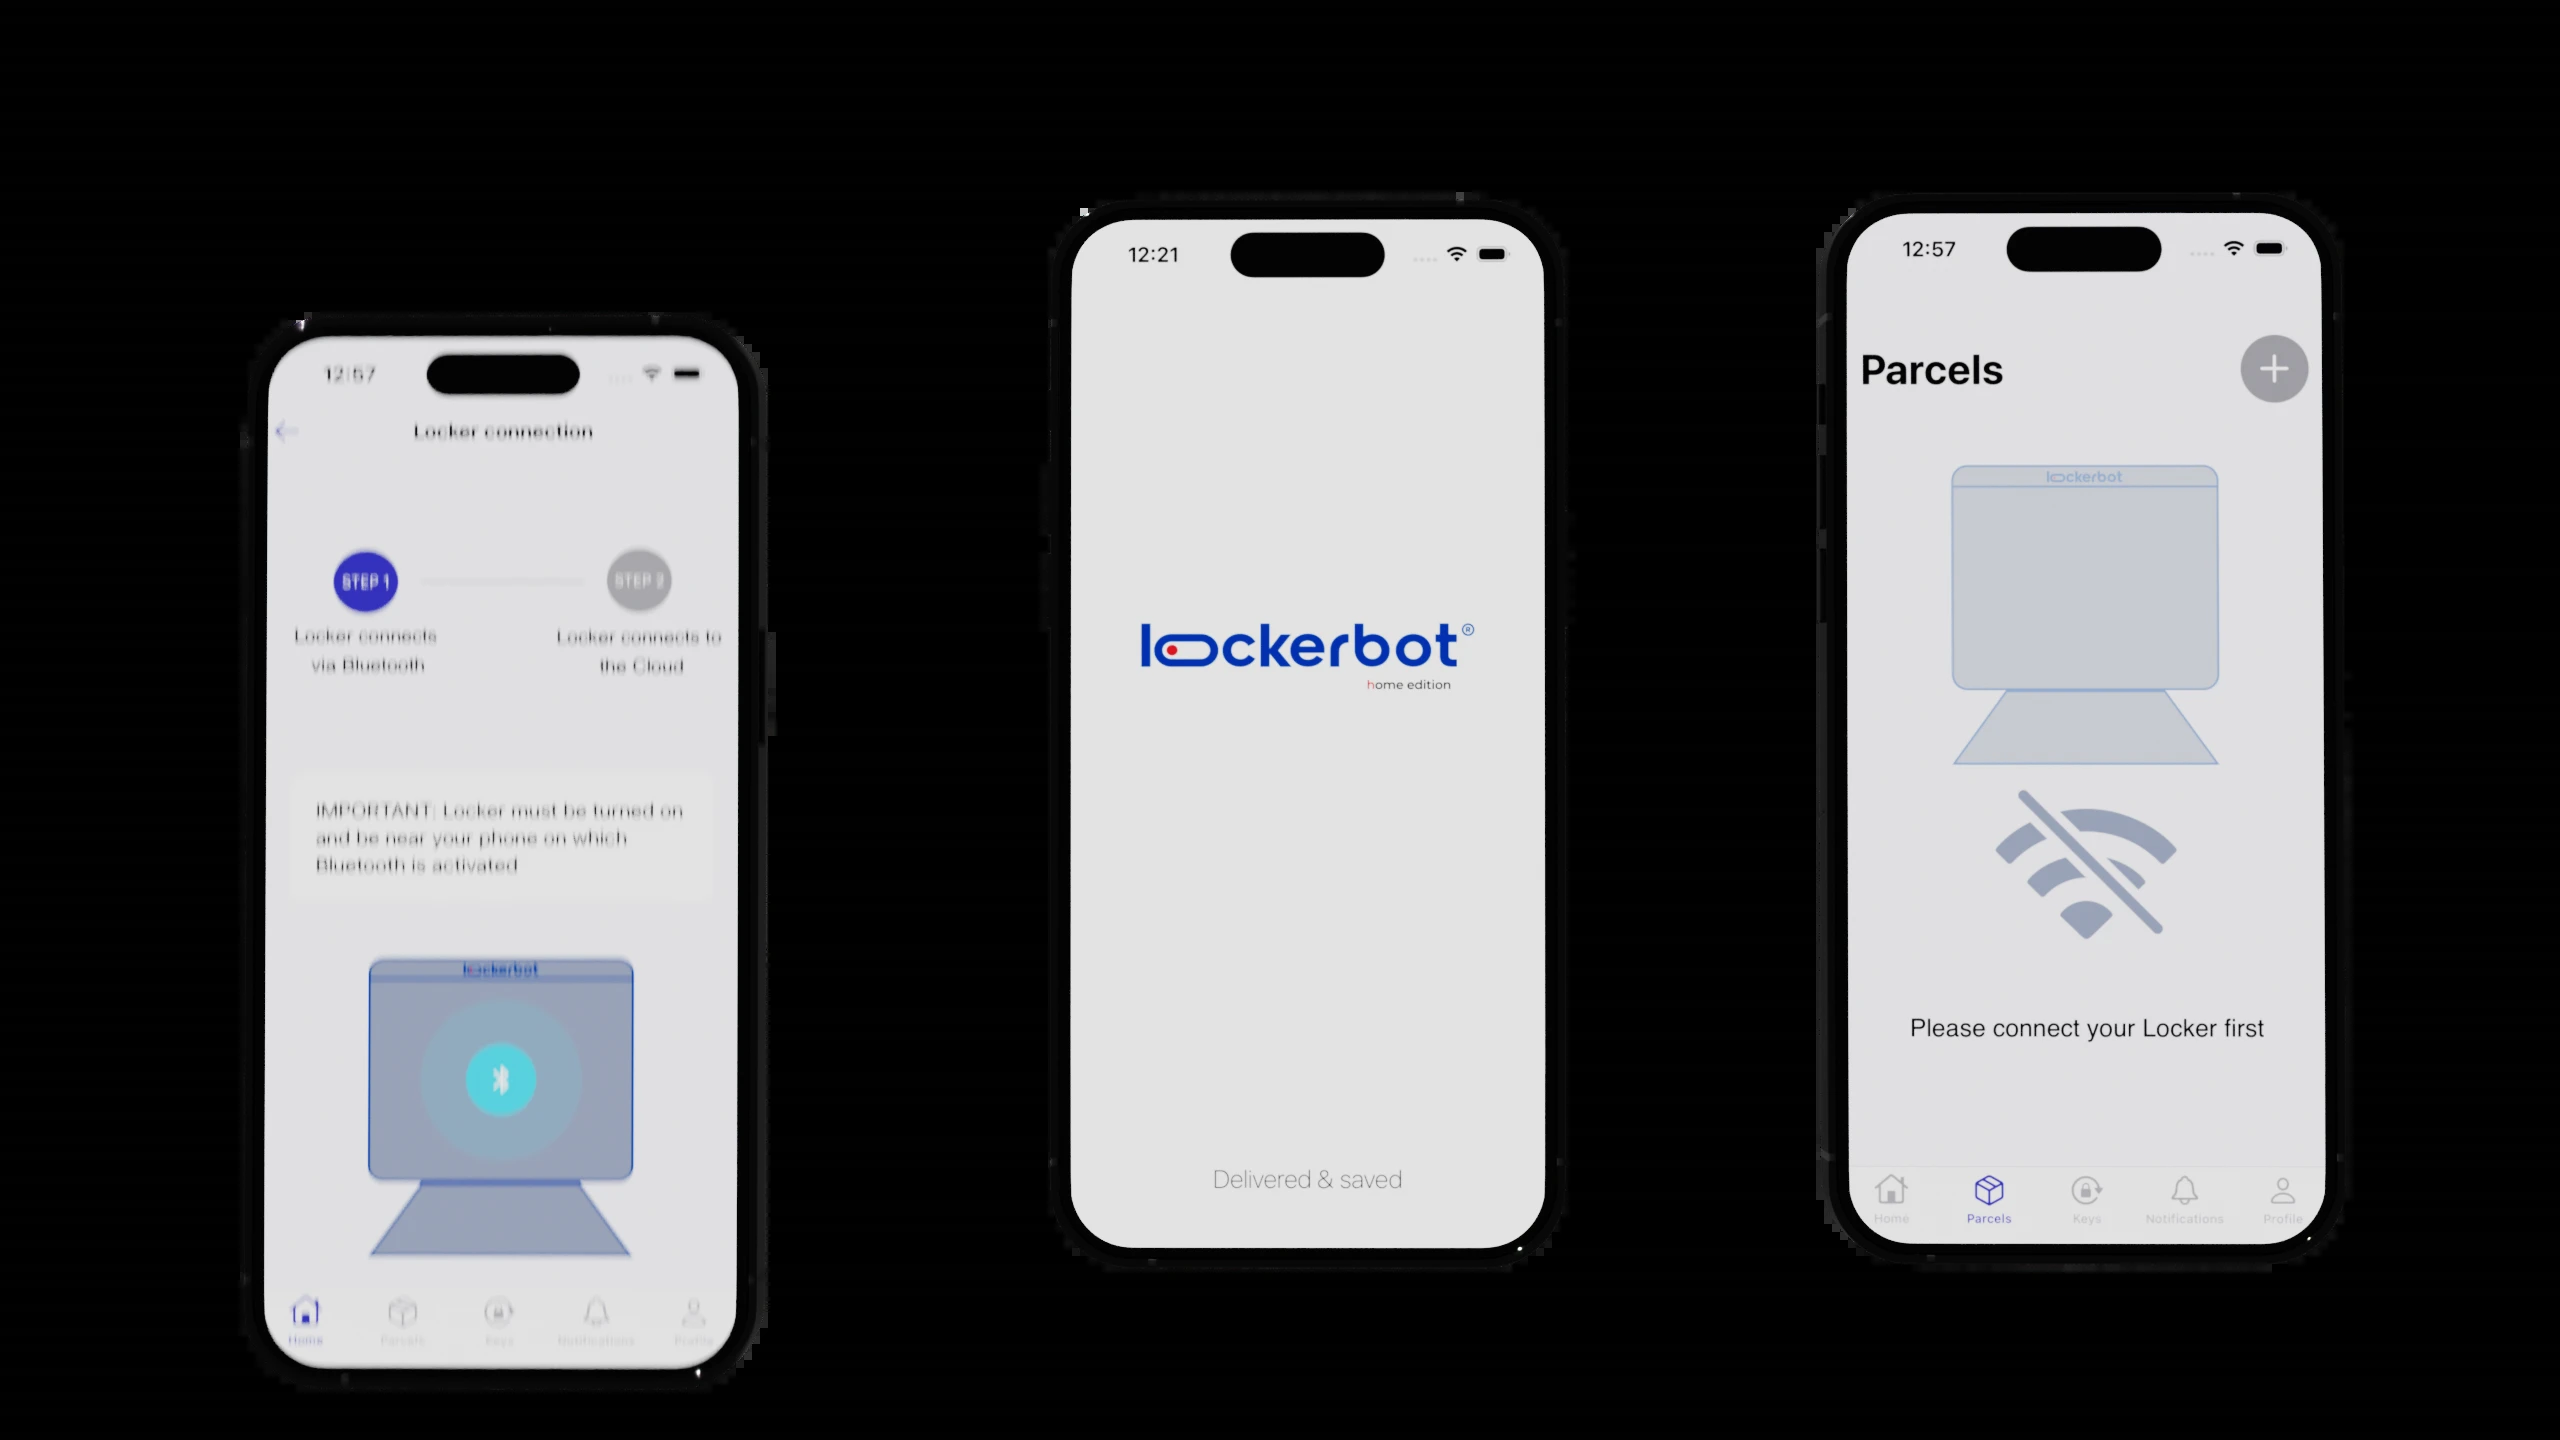 12:57
Locker connection
STEP 1
STEP 2
Locker connects
via Bluetooth
Locker connects to
the Cloud
IMPORTANT: Locker must be turned on
and be near your phone on which
Bluetooth is activated
lockerbot
Home
Parcels
Keys
Notifications
Profile
12:21
lockerbot®
home edition
Delivered & saved
12:57
Parcels
lockerbot
Please connect your Locker first
Home
Parcels
Keys
Notifications
Profile